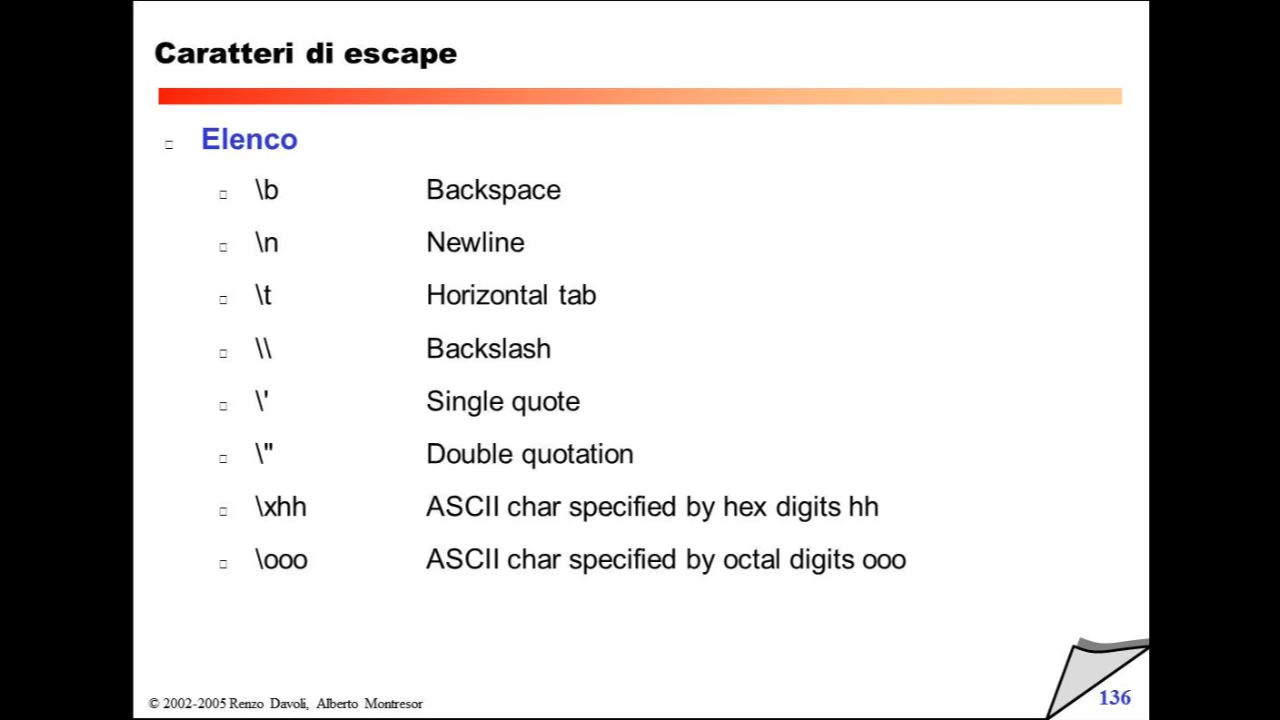 Caratteri di escape
Elenco
\b Backspace
\n Newline
\t Horizontal tab
\\ Backslash
\' Single quote
\" Double quotation
\xhh ASCII char specified by hex digits hh
\ooo ASCII char specified by octal digits ooo
© 2002-2005 Renzo Davoli, Alberto Montresor
136